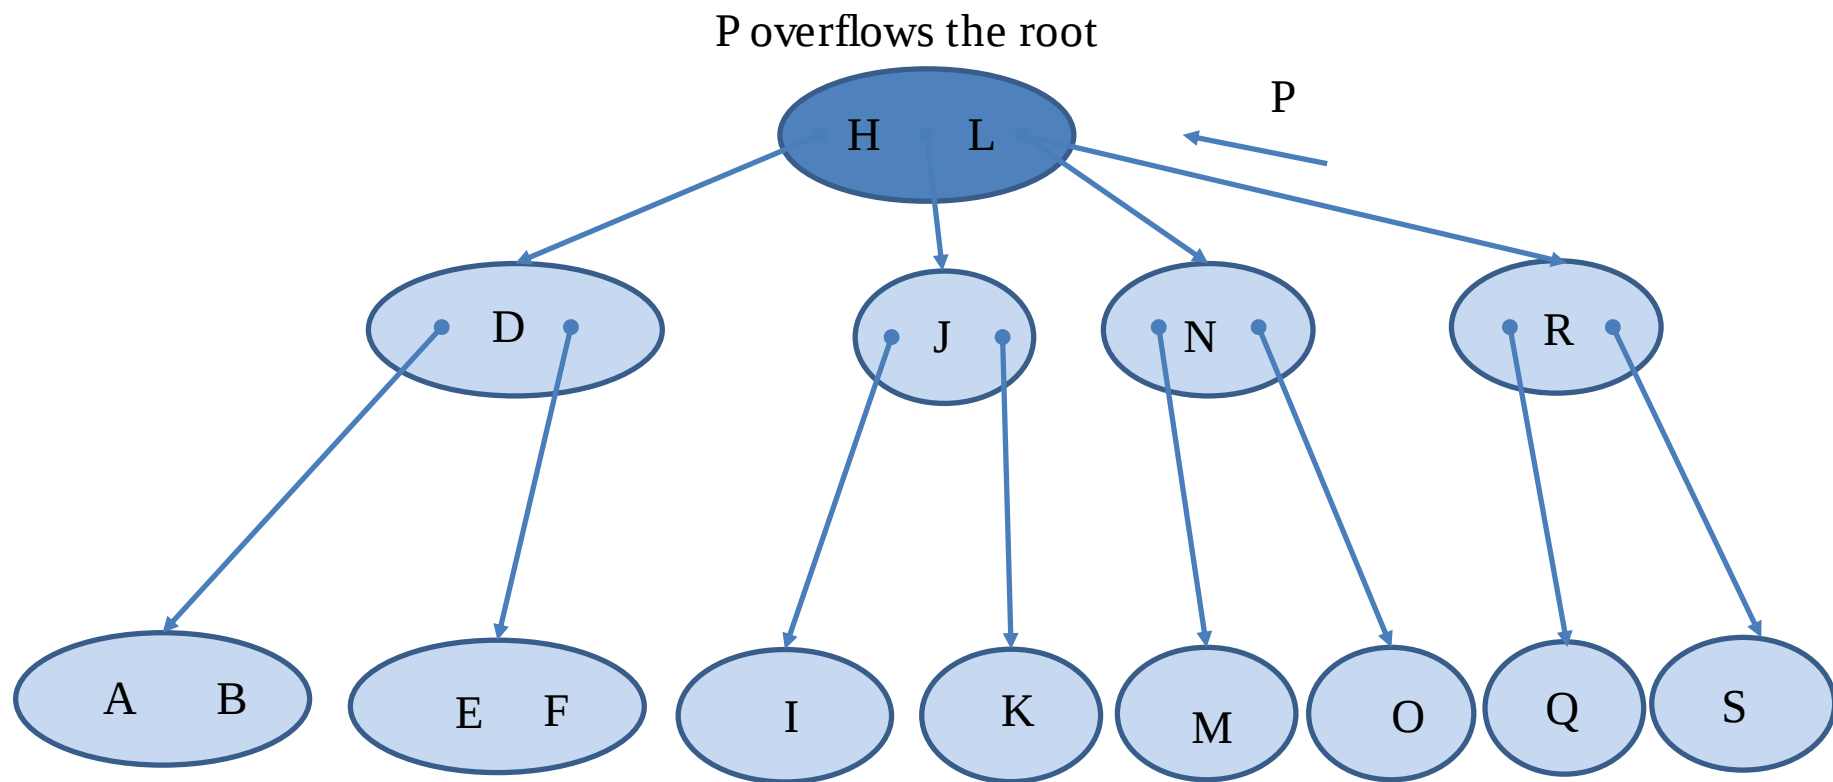 P overflows the root
P
H L
D J N R
A B E F I K M O Q S